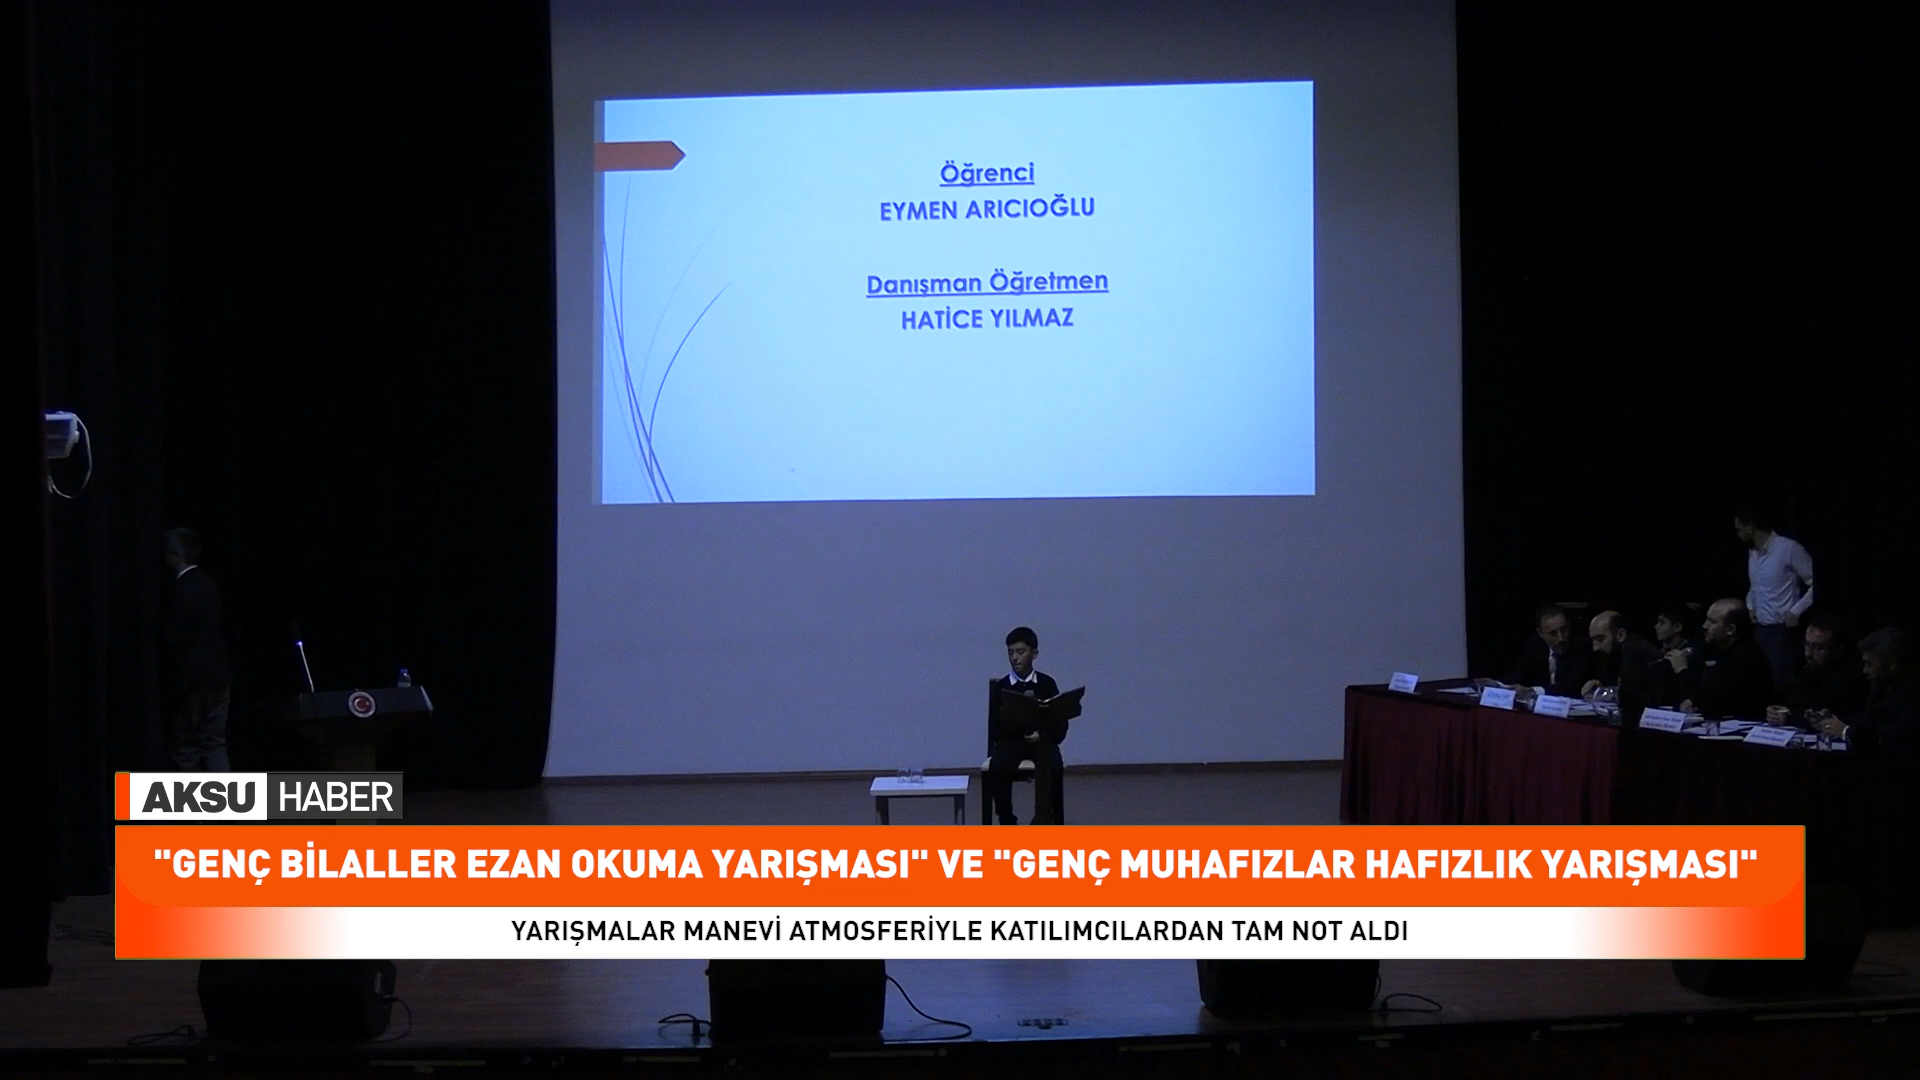 Öğrenci
EYMEN ARICIOĞLU
Danışman Öğretmen
HATİCE YILMAZ
AKSU HABER
"GENÇ BİLALLER EZAN OKUMA YARIŞMASI" VE "GENÇ MUHAFIZLAR HAFIZLIK YARIŞMASI"
YARIŞMALAR MANEVİ ATMOSFERİYLE KATILIMCILARDAN TAM NOT ALDI